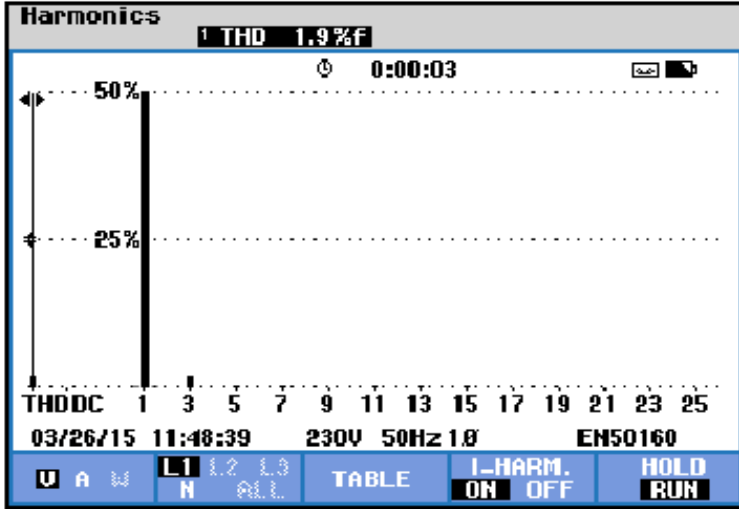 Harmonics
1 THD 1.9%f
0:00:03
50%
25%
THDDC 1 3 5 7 9 11 13 15 17 19 21 23 25
03/26/15 11:48:39 230V 50Hz 1Ø EN50160
V A W L1 L2 L3 N ALL TABLE I-HARM. ON OFF HOLD RUN